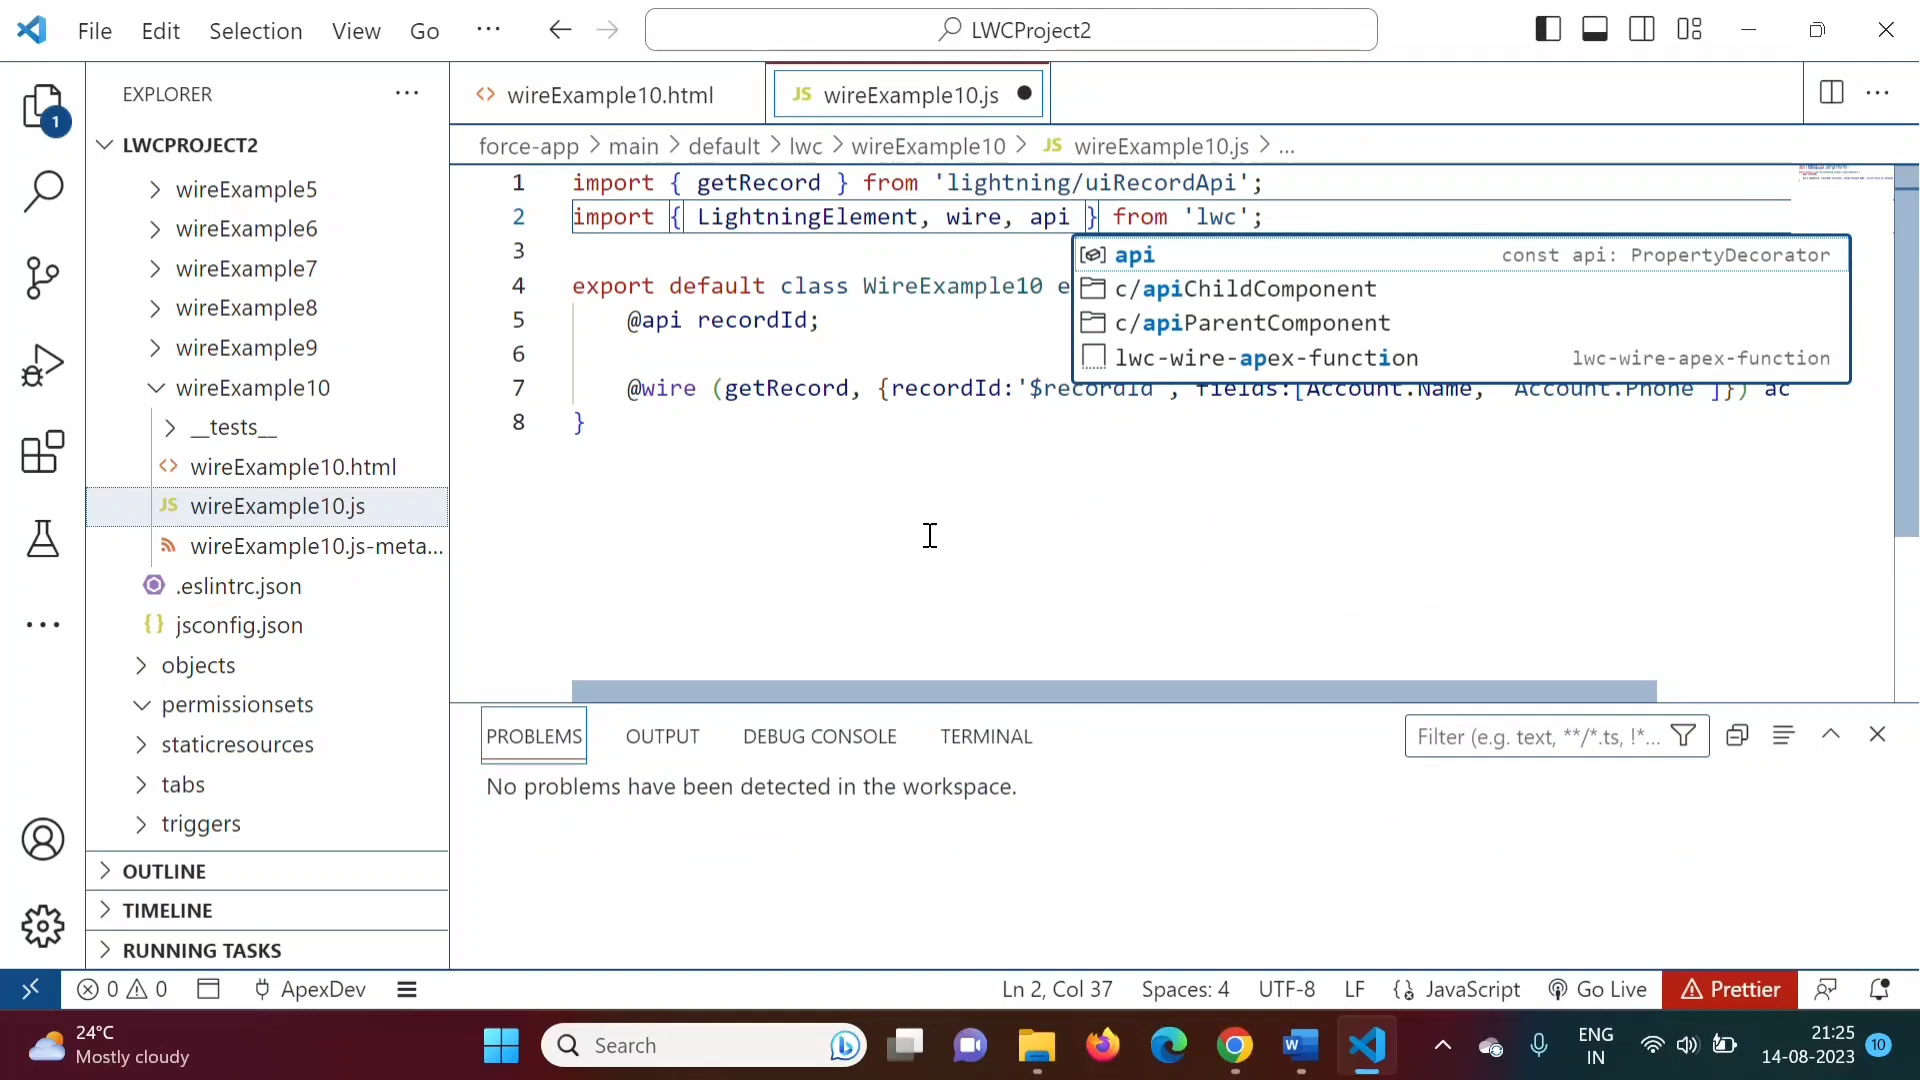 File Edit Selection View Go ··· LWCProject2
EXPLORER ···
LWCPROJECT2
wireExample5
wireExample6
wireExample7
wireExample8
wireExample9
wireExample10
__tests__
<> wireExample10.html
JS wireExample10.js
wireExample10.js-meta...
.eslintrc.json
{} jsconfig.json
objects
permissionsets
staticresources
tabs
triggers
OUTLINE
TIMELINE
RUNNING TASKS
1
<> wireExample10.html JS wireExample10.js
force-app > main > default > lwc > wireExample10 > JS wireExample10.js > ...
1 import { getRecord } from 'lightning/uiRecordApi';
2 import { LightningElement, wire, api } from 'lwc';
3
4 export default class WireExample10 e
5 @api recordId;
6
7 @wire (getRecord, {recordId:'$recordId', fields:[Account.Name, Account.Phone ]}) ac
8 }
api const api: PropertyDecorator
c/apiChildComponent
c/apiParentComponent
lwc-wire-apex-function lwc-wire-apex-function
PROBLEMS OUTPUT DEBUG CONSOLE TERMINAL Filter (e.g. text, **/*.ts, !*...
No problems have been detected in the workspace.
0 0 ApexDev Ln 2, Col 37 Spaces: 4 UTF-8 LF {} JavaScript Go Live Prettier
24°C
Mostly cloudy
Search
ENG
IN
21:25
14-08-2023
10